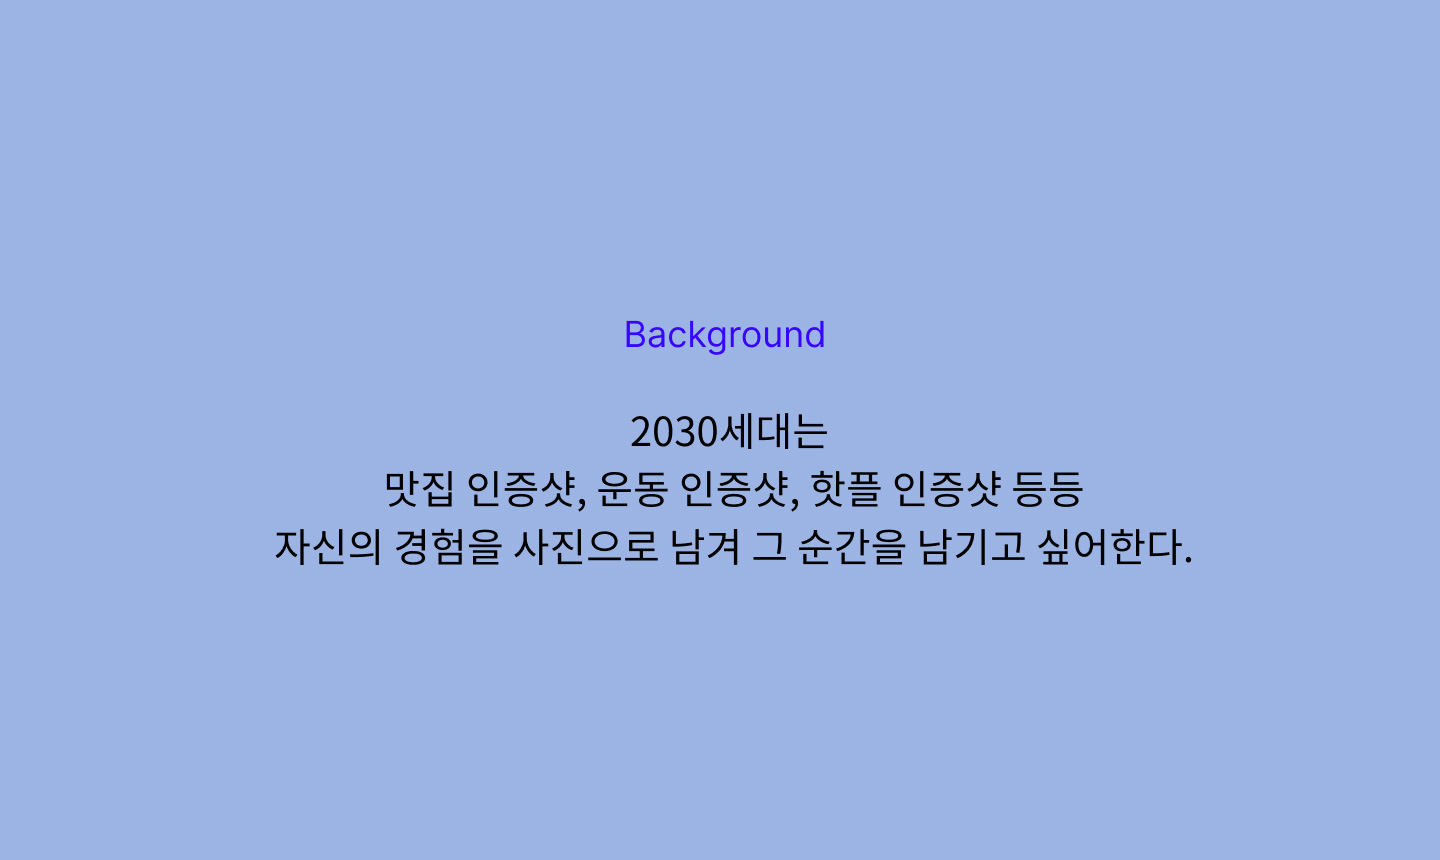 Background
2030세대는
맛집 인증샷, 운동 인증샷, 핫플 인증샷 등등
자신의 경험을 사진으로 남겨 그 순간을 남기고 싶어한다.